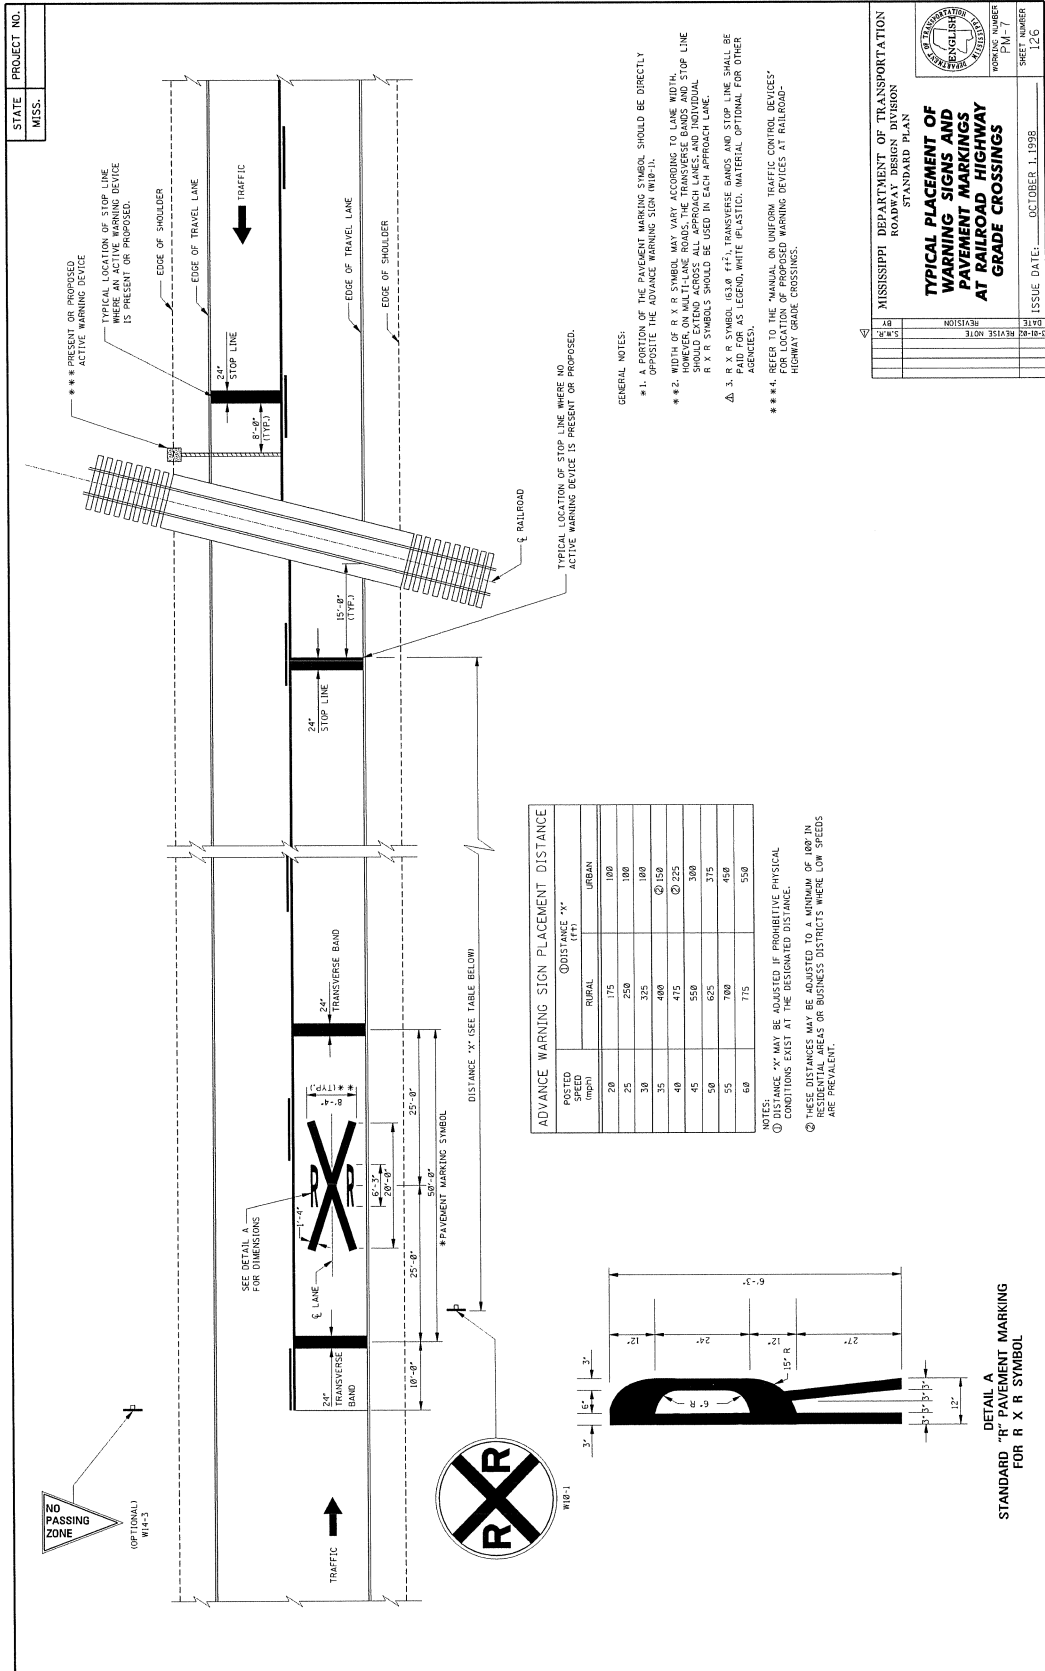 STATE
PROJECT NO.
MISS.
* * * PRESENT OR PROPOSED
ACTIVE WARNING DEVICE
TYPICAL LOCATION OF STOP LINE
WHERE AN ACTIVE WARNING DEVICE
IS PRESENT OR PROPOSED.
EDGE OF SHOULDER
EDGE OF TRAVEL LANE
TRAFFIC
EDGE OF TRAVEL LANE
EDGE OF SHOULDER
24"
STOP LINE
8'-0"
(TYP.)
℄ RAILROAD
15'-0"
(TYP.)
24"
STOP LINE
TYPICAL LOCATION OF STOP LINE WHERE NO
ACTIVE WARNING DEVICE IS PRESENT OR PROPOSED.
NO
PASSING
ZONE
(OPTIONAL)
W14-3
TRAFFIC
SEE DETAIL A
FOR DIMENSIONS
℄ LANE
1'-4"
R
R
8'-4"
* * (TYP.)
24"
TRANSVERSE BAND
24"
TRANSVERSE
BAND
6'-3"
20'-0"
10'-0"
25'-0"
25'-0"
50'-0"
*PAVEMENT MARKING SYMBOL
DISTANCE "X" (SEE TABLE BELOW)
R
R
W10-1
GENERAL NOTES:
* 1. A PORTION OF THE PAVEMENT MARKING SYMBOL SHOULD BE DIRECTLY
OPPOSITE THE ADVANCE WARNING SIGN (W10-1).
* * 2. WIDTH OF R X R SYMBOL MAY VARY ACCORDING TO LANE WIDTH.
HOWEVER, ON MULTI-LANE ROADS, THE TRANSVERSE BANDS AND STOP LINE
SHOULD EXTEND ACROSS ALL APPROACH LANES, AND INDIVIDUAL
R X R SYMBOLS SHOULD BE USED IN EACH APPROACH LANE.
3. R X R SYMBOL (63.0 ft²), TRANSVERSE BANDS AND STOP LINE SHALL BE
PAID FOR AS LEGEND, WHITE (PLASTIC). (MATERIAL OPTIONAL FOR OTHER
AGENCIES).
* * * 4. REFER TO THE "MANUAL ON UNIFORM TRAFFIC CONTROL DEVICES"
FOR LOCATION OF PROPOSED WARNING DEVICES AT RAILROAD-
HIGHWAY GRADE CROSSINGS.
ADVANCE WARNING SIGN PLACEMENT DISTANCE
POSTED
SPEED
(mph)
① DISTANCE "X"
(ft)
RURAL
URBAN
20 175 100
25 250 100
30 325 100
35 400 ② 150
40 475 ② 225
45 550 300
50 625 375
55 700 450
60 775 550
NOTES:
① DISTANCE "X" MAY BE ADJUSTED IF PROHIBITIVE PHYSICAL
CONDITIONS EXIST AT THE DESIGNATED DISTANCE.
② THESE DISTANCES MAY BE ADJUSTED TO A MINIMUM OF 100' IN
RESIDENTIAL AREAS OR BUSINESS DISTRICTS WHERE LOW SPEEDS
ARE PREVALENT.
6'-3"
12"
24"
12"
27"
3"
6"
3"
6" R
15" R
3"
3"
3"
3"
12"
DETAIL A
STANDARD "R" PAVEMENT MARKING
FOR R X R SYMBOL
MISSISSIPPI DEPARTMENT OF TRANSPORTATION
ROADWAY DESIGN DIVISION
STANDARD PLAN
TYPICAL PLACEMENT OF
WARNING SIGNS AND
PAVEMENT MARKINGS
AT RAILROAD HIGHWAY
GRADE CROSSINGS
MISSISSIPPI DEPARTMENT OF TRANSPORTATION
ENGLISH
WORKING NUMBER
PM-7
SHEET NUMBER
126
ISSUE DATE: OCTOBER 1, 1998
REVISE NOTE
S.W.R.
DATE
REVISION
BY